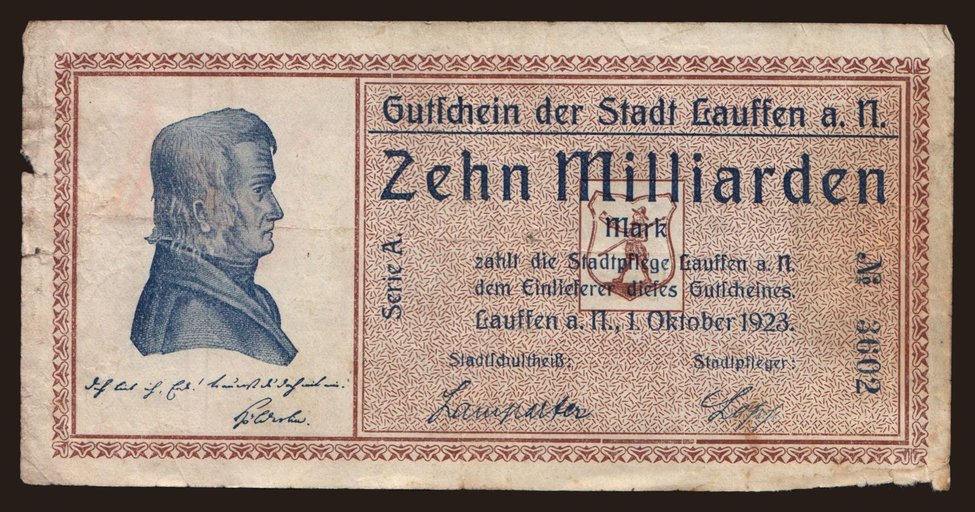 Gutschein der Stadt Lauffen a. N.
Zehn Milliarden
Mark
zahlt die Stadtpflege Lauffen a. N.
dem Einlieferer dieses Gutscheines.
Lauffen a. N., 1. Oktober 1923.
Stadtschultheiß:
Stadtpfleger:
Lamparter
Serie A.
№ 3602